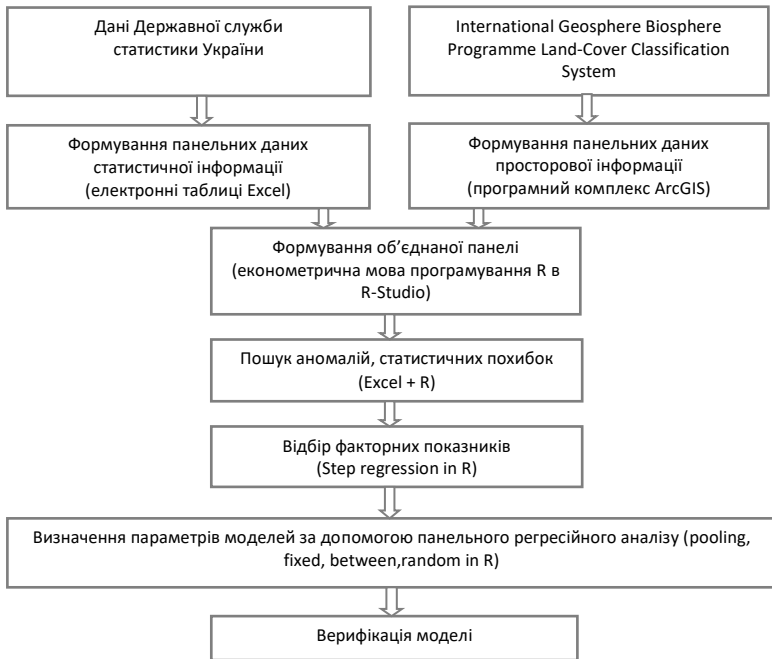 Дані Державної служби
статистики України
International Geosphere Biosphere
Programme Land-Cover Classification
System
Формування панельних даних
статистичної інформації
(електронні таблиці Excel)
Формування панельних даних
просторової інформації
(програмний комплекс ArcGIS)
Формування об’єднаної панелі
(економетрична мова програмування R в
R-Studio)
Пошук аномалій, статистичних похибок
(Excel + R)
Відбір факторних показників
(Step regression in R)
Визначення параметрів моделей за допомогою панельного регресійного аналізу (pooling,
fixed, between,random in R)
Верифікація моделі